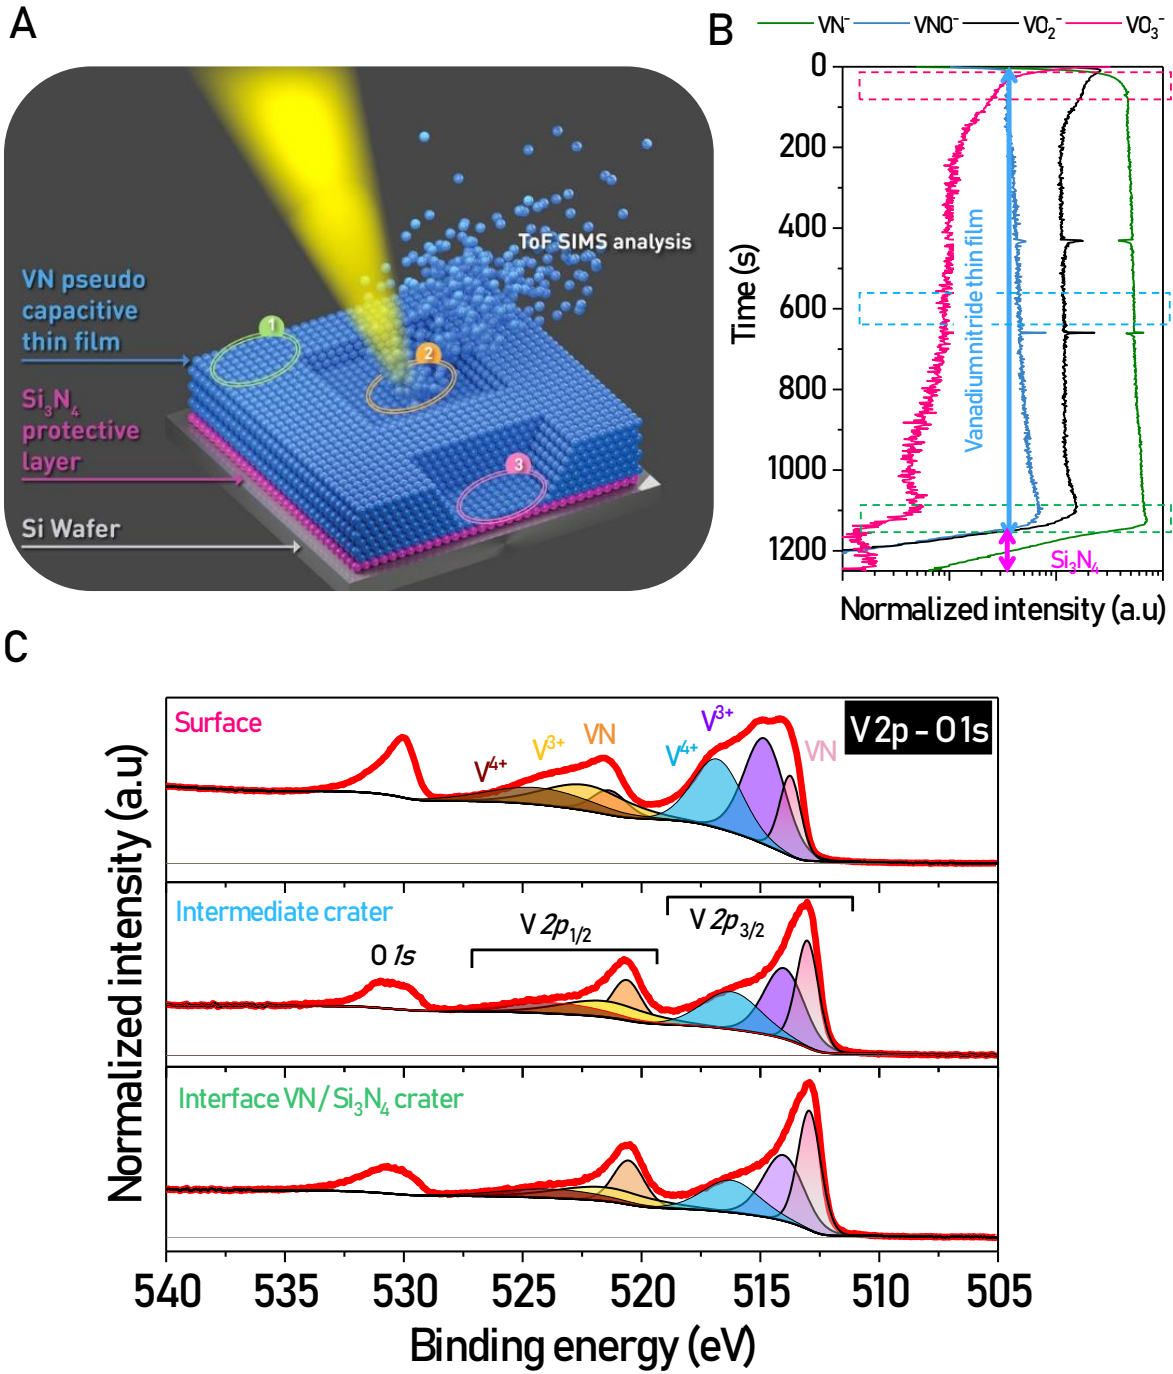 A
VN pseudo
capacitive
thin film
Si₃N₄
protective
layer
Si Wafer
ToF SIMS analysis
1
2
3
B
VN⁻ VNO⁻ VO₂⁻ VO₃⁻
0
200
400
600
800
1000
1200
Time (s)
Vanadium nitride thin film
Si₃N₄
Normalized intensity (a.u)
C
Normalized intensity (a.u)
Surface
V 2p - O 1s
V⁴⁺ V³⁺ VN V⁴⁺ V³⁺ VN
Intermediate crater
O 1s
V 2p1/2
V 2p3/2
Interface VN / Si₃N₄ crater
540 535 530 525 520 515 510 505
Binding energy (eV)